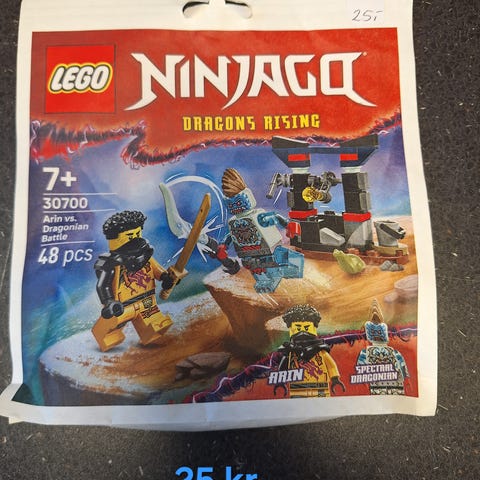 25,-
LEGO
NINJAGO
DRAGONS RISING
7+
30700
Arin vs.
Dragonian
Battle
48 pcs
ARIN
SPECTRAL
DRAGONIAN
25 kr